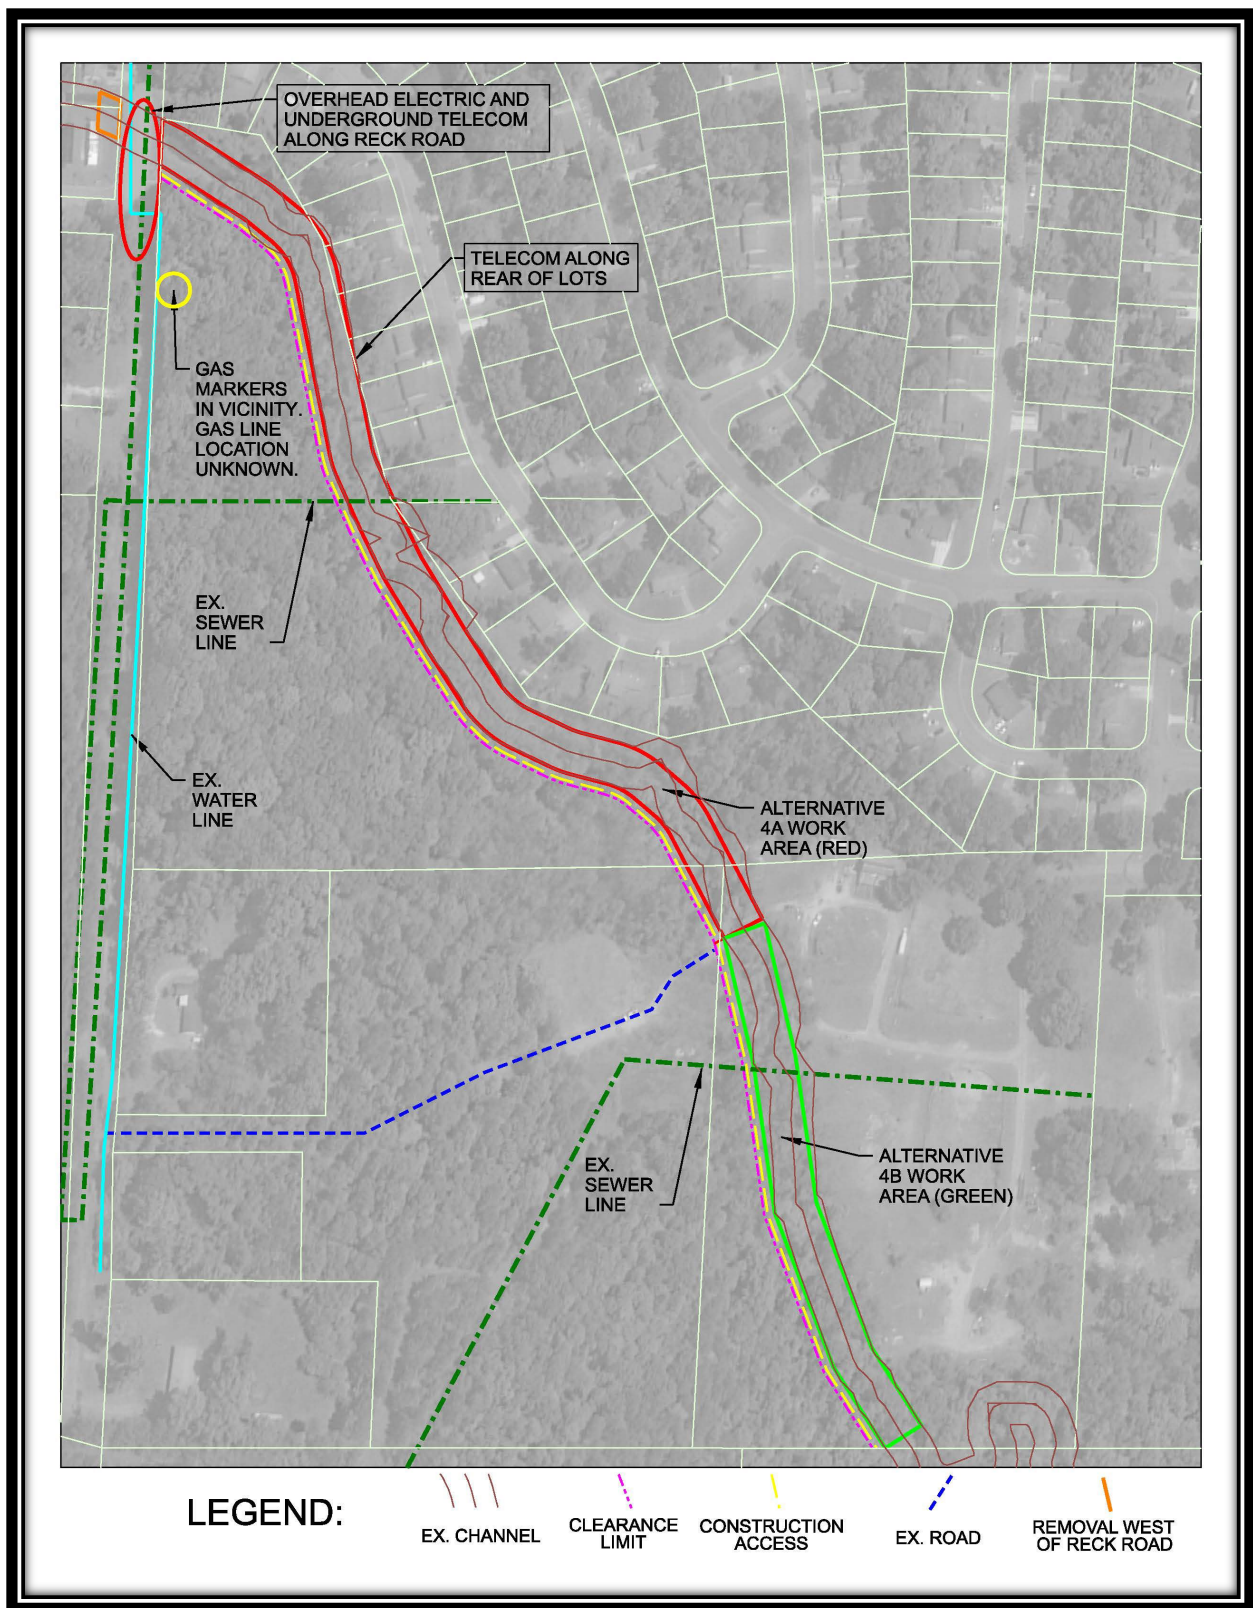 OVERHEAD ELECTRIC AND
UNDERGROUND TELECOM
ALONG RECK ROAD
TELECOM ALONG
REAR OF LOTS
GAS
MARKERS
IN VICINITY.
GAS LINE
LOCATION
UNKNOWN.
EX.
SEWER
LINE
EX.
WATER
LINE
ALTERNATIVE
4A WORK
AREA (RED)
EX.
SEWER
LINE
ALTERNATIVE
4B WORK
AREA (GREEN)
LEGEND:
EX. CHANNEL
CLEARANCE
LIMIT
CONSTRUCTION
ACCESS
EX. ROAD
REMOVAL WEST
OF RECK ROAD